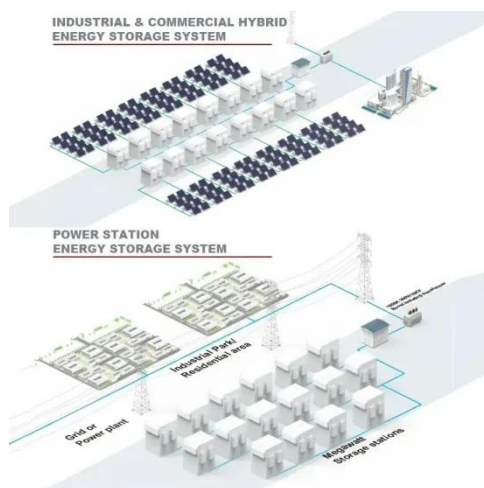 INDUSTRIAL & COMMERCIAL HYBRID
ENERGY STORAGE SYSTEM
POWER STATION
ENERGY STORAGE SYSTEM
Industrial Park/
Residential area
Grid or
Power plant
Megawatt
Storage stations